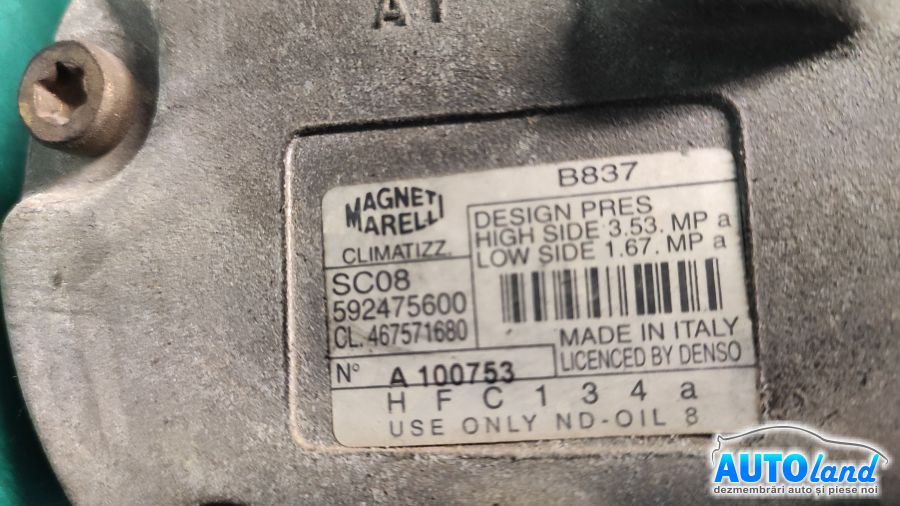 AY
B837
MAGNETI
MARELLI
CLIMATIZZ.
DESIGN PRES
HIGH SIDE 3.53. MP a
LOW SIDE 1.67. MP a
SC08
592475600
CL. 467571680
MADE IN ITALY
LICENCED BY DENSO
N° A 100753
H F C 1 3 4 a
USE ONLY ND-OIL 8
AUTOland
dezmembrări auto și piese noi